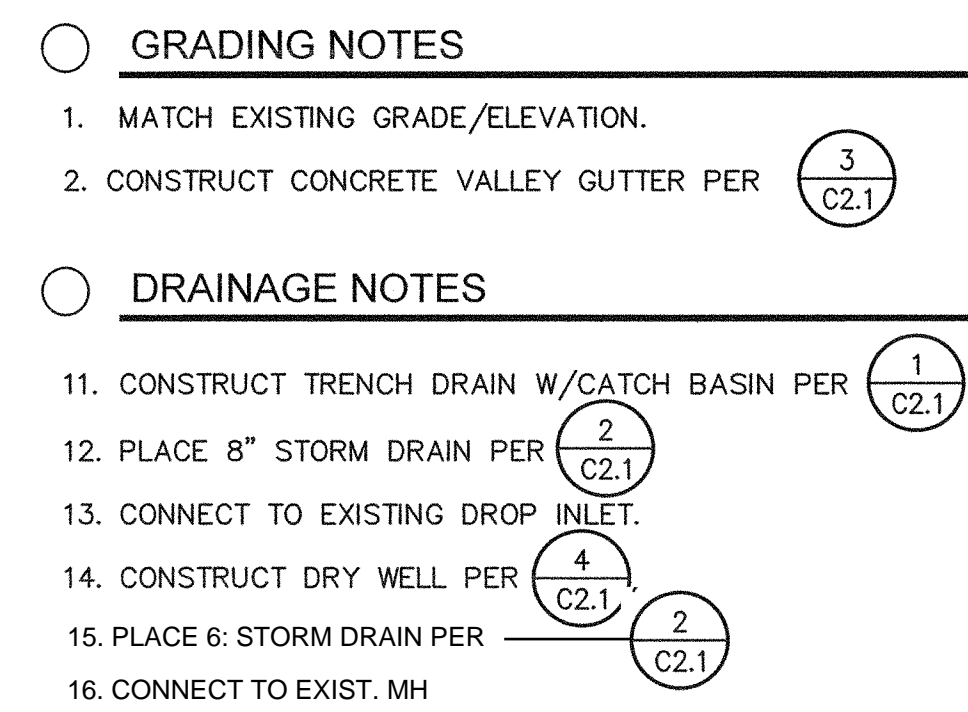 GRADING NOTES
1. MATCH EXISTING GRADE/ELEVATION.
2. CONSTRUCT CONCRETE VALLEY GUTTER PER 3 C2.1
DRAINAGE NOTES
11. CONSTRUCT TRENCH DRAIN W/CATCH BASIN PER 1 C2.1
12. PLACE 8" STORM DRAIN PER 2 C2.1
13. CONNECT TO EXISTING DROP INLET.
14. CONSTRUCT DRY WELL PER 4 C2.1
15. PLACE 6: STORM DRAIN PER 2 C2.1
16. CONNECT TO EXIST. MH